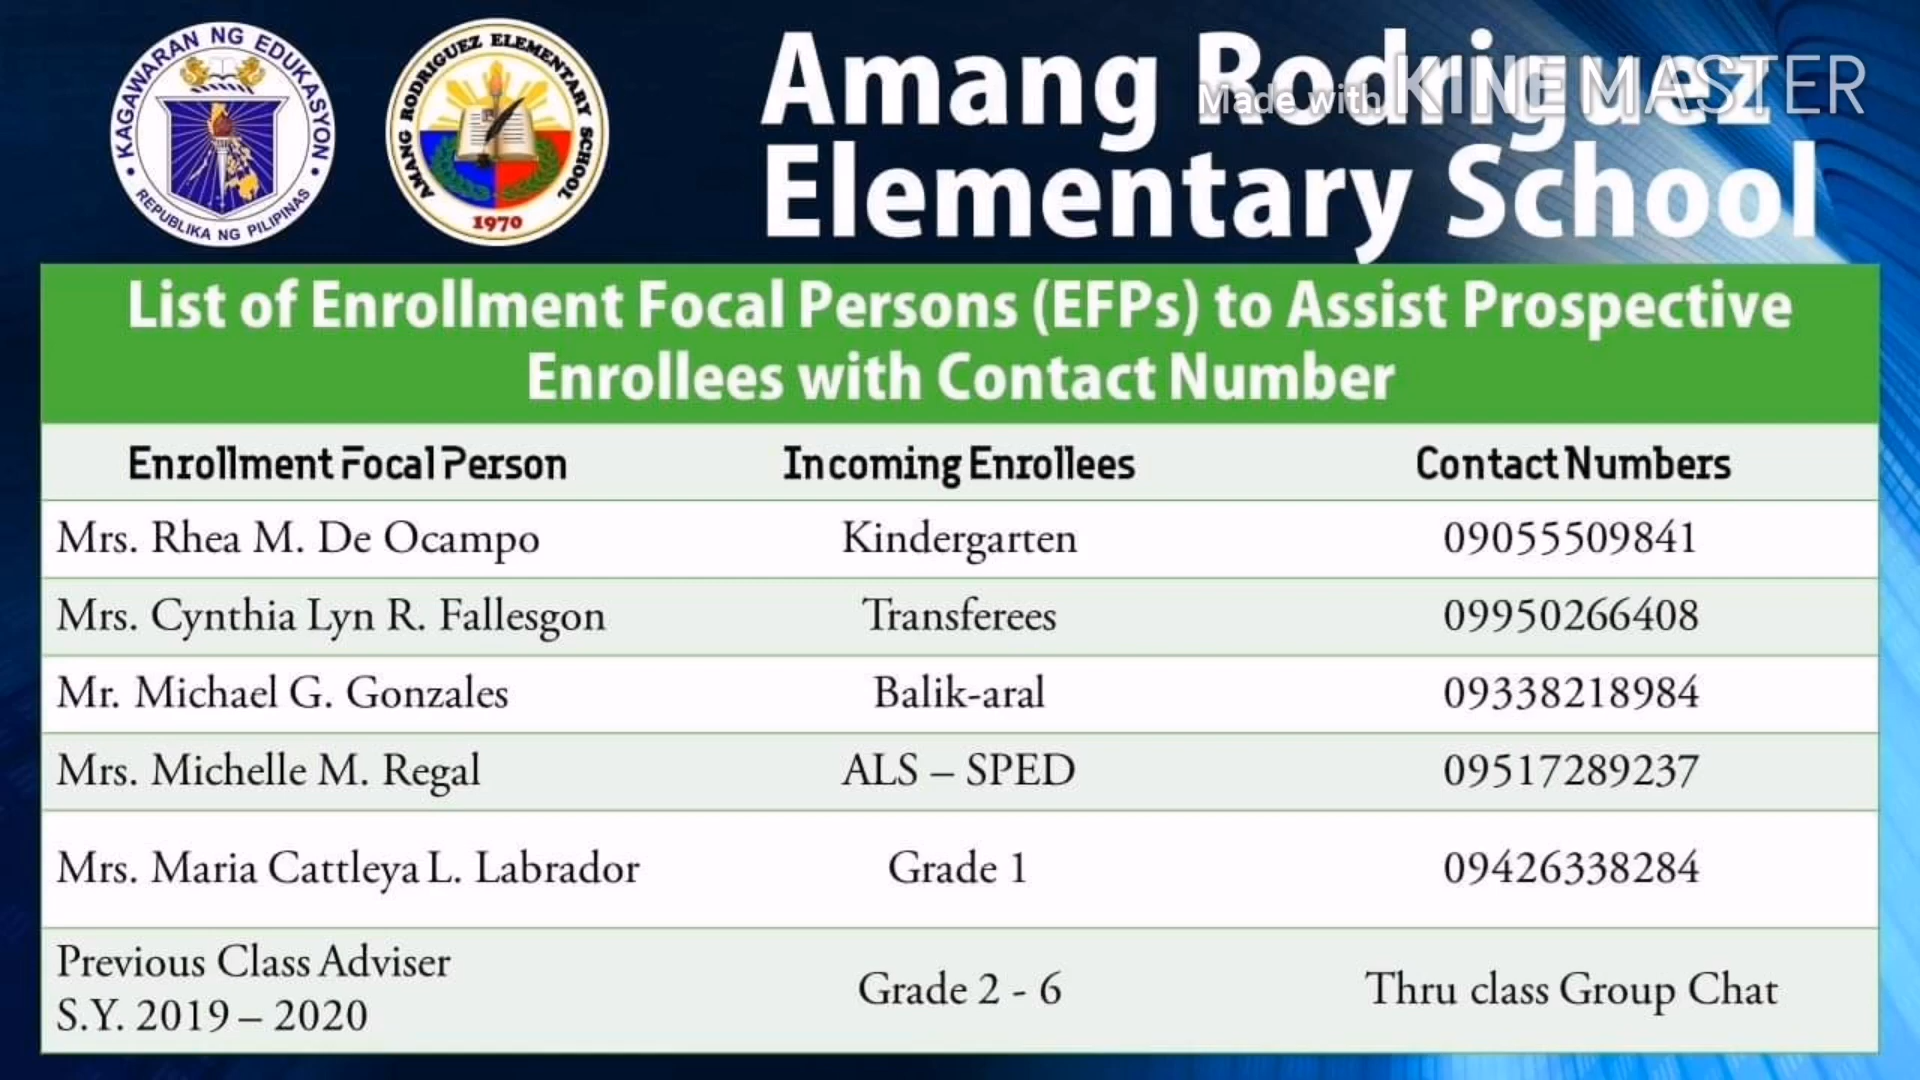 KAGAWARAN NG EDUKASYON
REPUBLIKA NG PILIPINAS
AMANG RODRIGUEZ ELEMENTARY SCHOOL
1970
Amang Rodriguez
Made with KINEMASTER
Elementary School
List of Enrollment Focal Persons (EFPs) to Assist Prospective
Enrollees with Contact Number
Enrollment Focal Person Incoming Enrollees Contact Numbers
Mrs. Rhea M. De Ocampo Kindergarten 09055509841
Mrs. Cynthia Lyn R. Fallesgon Transferees 09950266408
Mr. Michael G. Gonzales Balik-aral 09338218984
Mrs. Michelle M. Regal ALS – SPED 09517289237
Mrs. Maria Cattleya L. Labrador Grade 1 09426338284
Previous Class Adviser
S.Y. 2019 – 2020 Grade 2 - 6 Thru class Group Chat